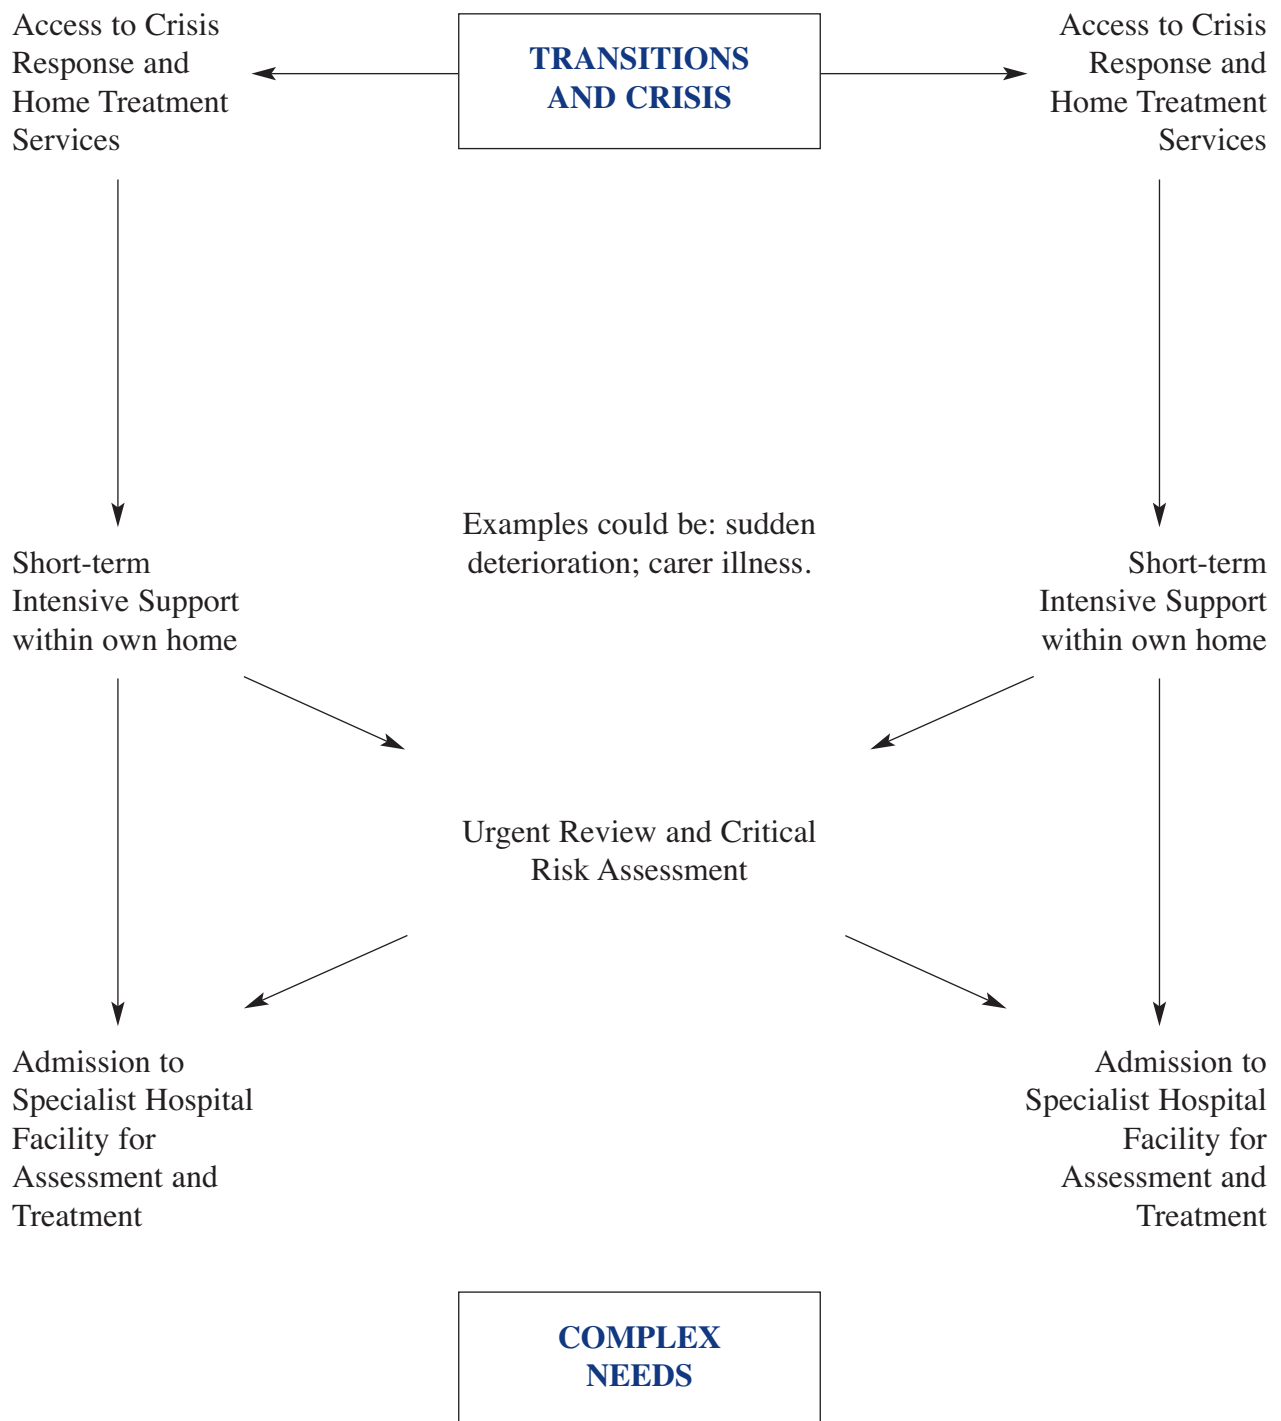 Access to Crisis
Response and
Home Treatment
Services
TRANSITIONS
AND CRISIS
Access to Crisis
Response and
Home Treatment
Services
Short-term
Intensive Support
within own home
Examples could be: sudden
deterioration; carer illness.
Short-term
Intensive Support
within own home
Urgent Review and Critical
Risk Assessment
Admission to
Specialist Hospital
Facility for
Assessment and
Treatment
Admission to
Specialist Hospital
Facility for
Assessment and
Treatment
COMPLEX
NEEDS